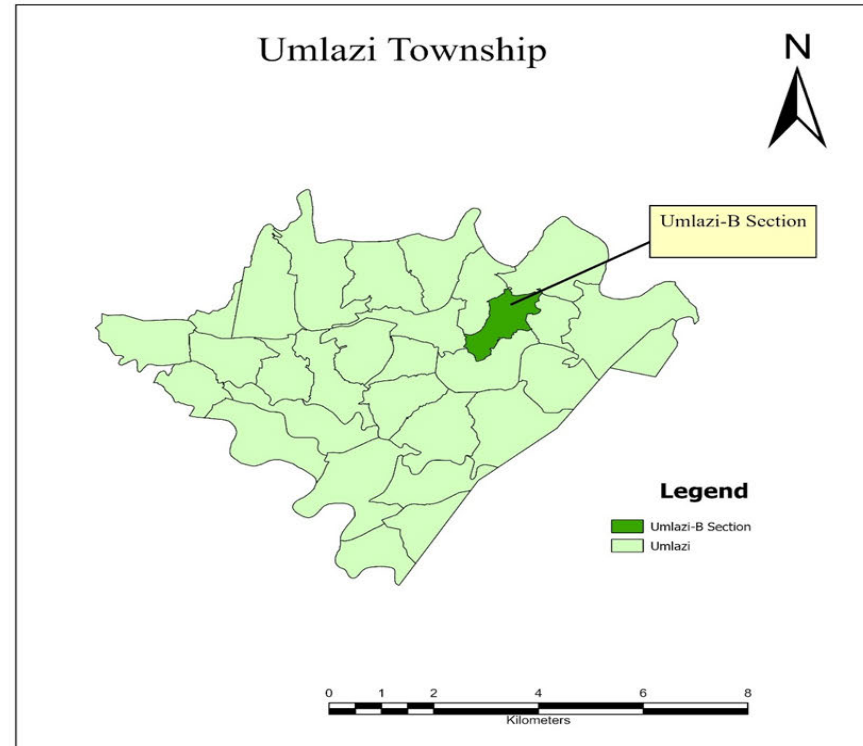 Umlazi Township
N
Umlazi-B Section
Legend
Umlazi-B Section
Umlazi
0 1 2 4 6 8
Kilometers